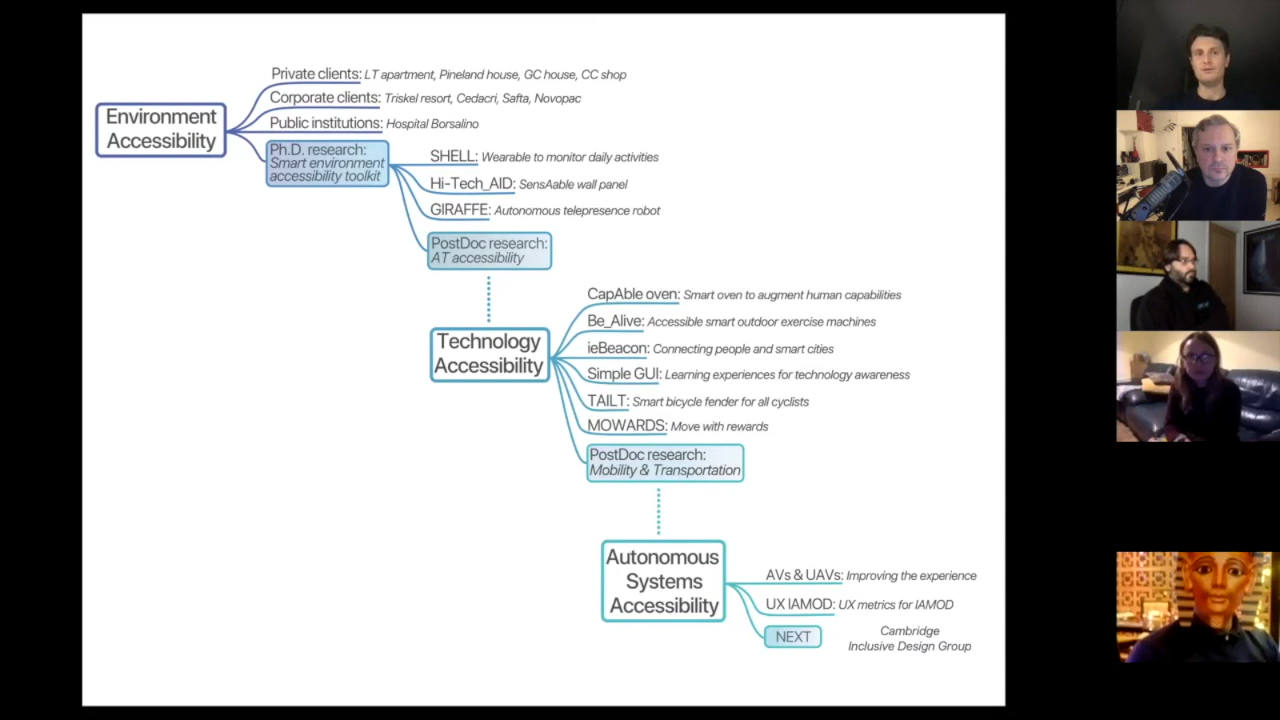 Private clients: LT apartment, Pineland house, GC house, CC shop
Corporate clients: Triskel resort, Cedacri, Safta, Novopac
Environment
Accessibility
Public institutions: Hospital Borsalino
Ph.D. research:
Smart environment
accessibility toolkit
SHELL: Wearable to monitor daily activities
Hi-Tech_AID: SensAable wall panel
GIRAFFE: Autonomous telepresence robot
PostDoc research:
AT accessibility
CapAble oven: Smart oven to augment human capabilities
Be_Alive: Accessible smart outdoor exercise machines
Technology
Accessibility
ieBeacon: Connecting people and smart cities
Simple GUI: Learning experiences for technology awareness
TAILT: Smart bicycle fender for all cyclists
MOWARDS: Move with rewards
PostDoc research:
Mobility & Transportation
Autonomous
Systems
Accessibility
AVs & UAVs: Improving the experience
UX IAMOD: UX metrics for IAMOD
NEXT
Cambridge
Inclusive Design Group